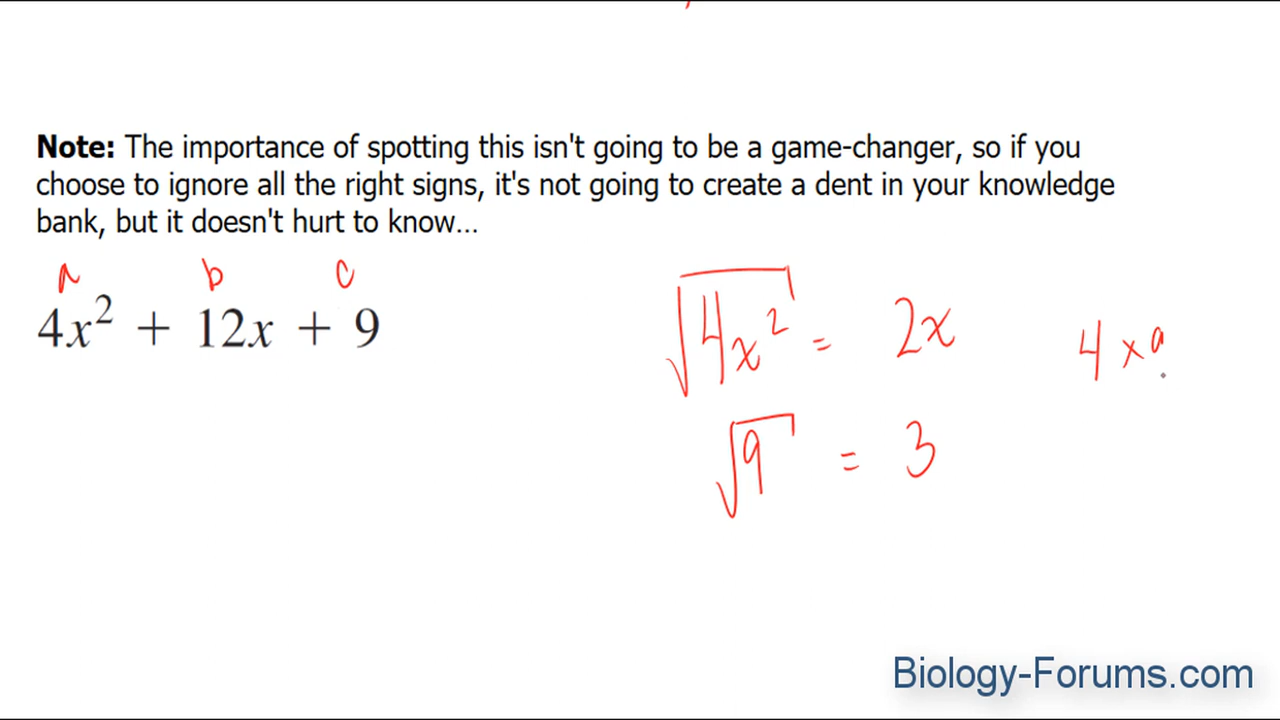 Note: The importance of spotting this isn't going to be a game-changer, so if you
choose to ignore all the right signs, it's not going to create a dent in your knowledge
bank, but it doesn't hurt to know...
a b c
4x² + 12x + 9
√4x² = 2x
√9 = 3
4 ×
Biology-Forums.com